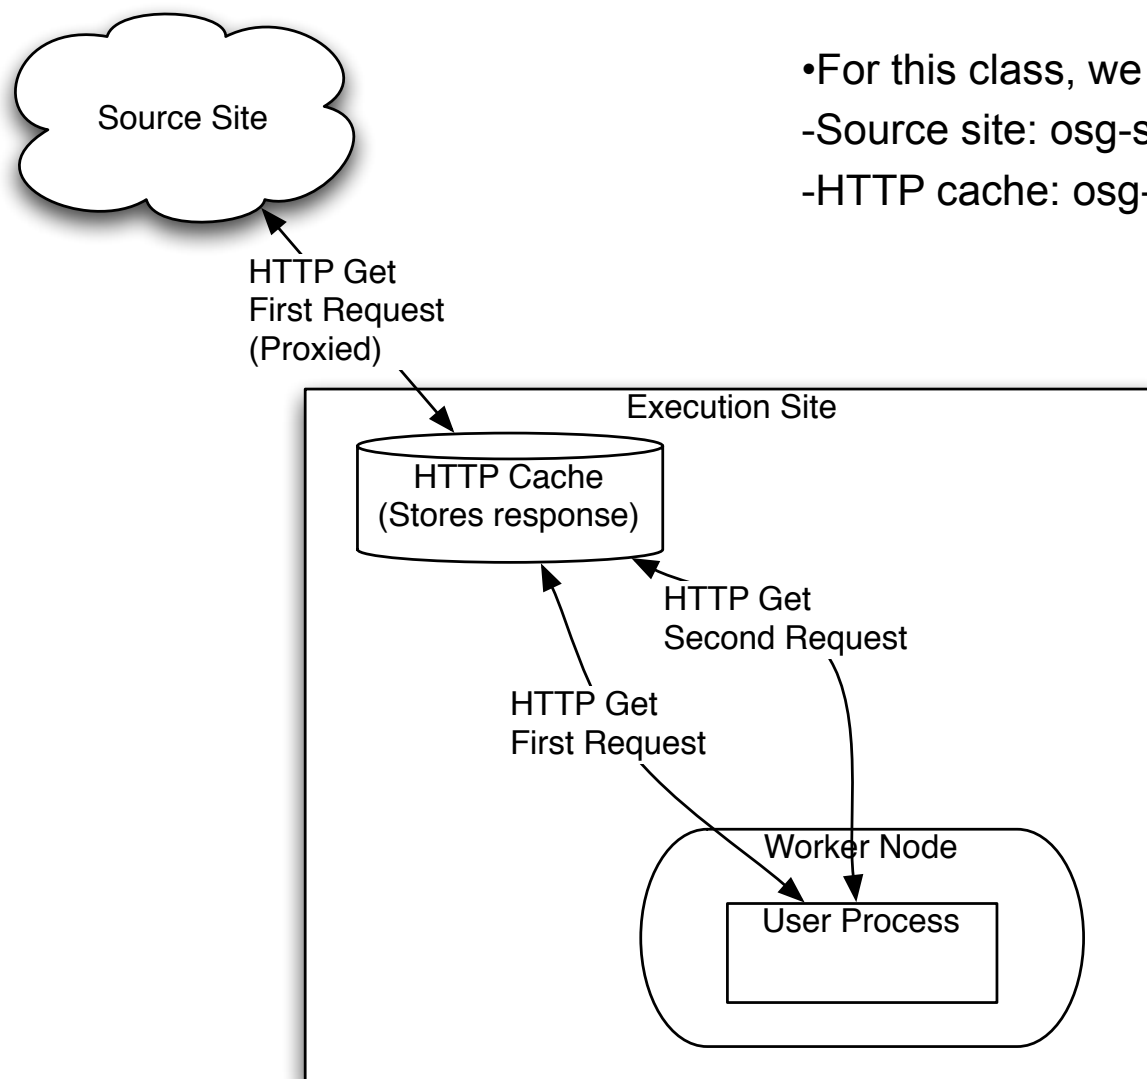 •For this class, we
-Source site: osg-s
-HTTP cache: osg-
Source Site
HTTP Get
First Request
(Proxied)
Execution Site
HTTP Cache
(Stores response)
HTTP Get
Second Request
HTTP Get
First Request
Worker Node
User Process